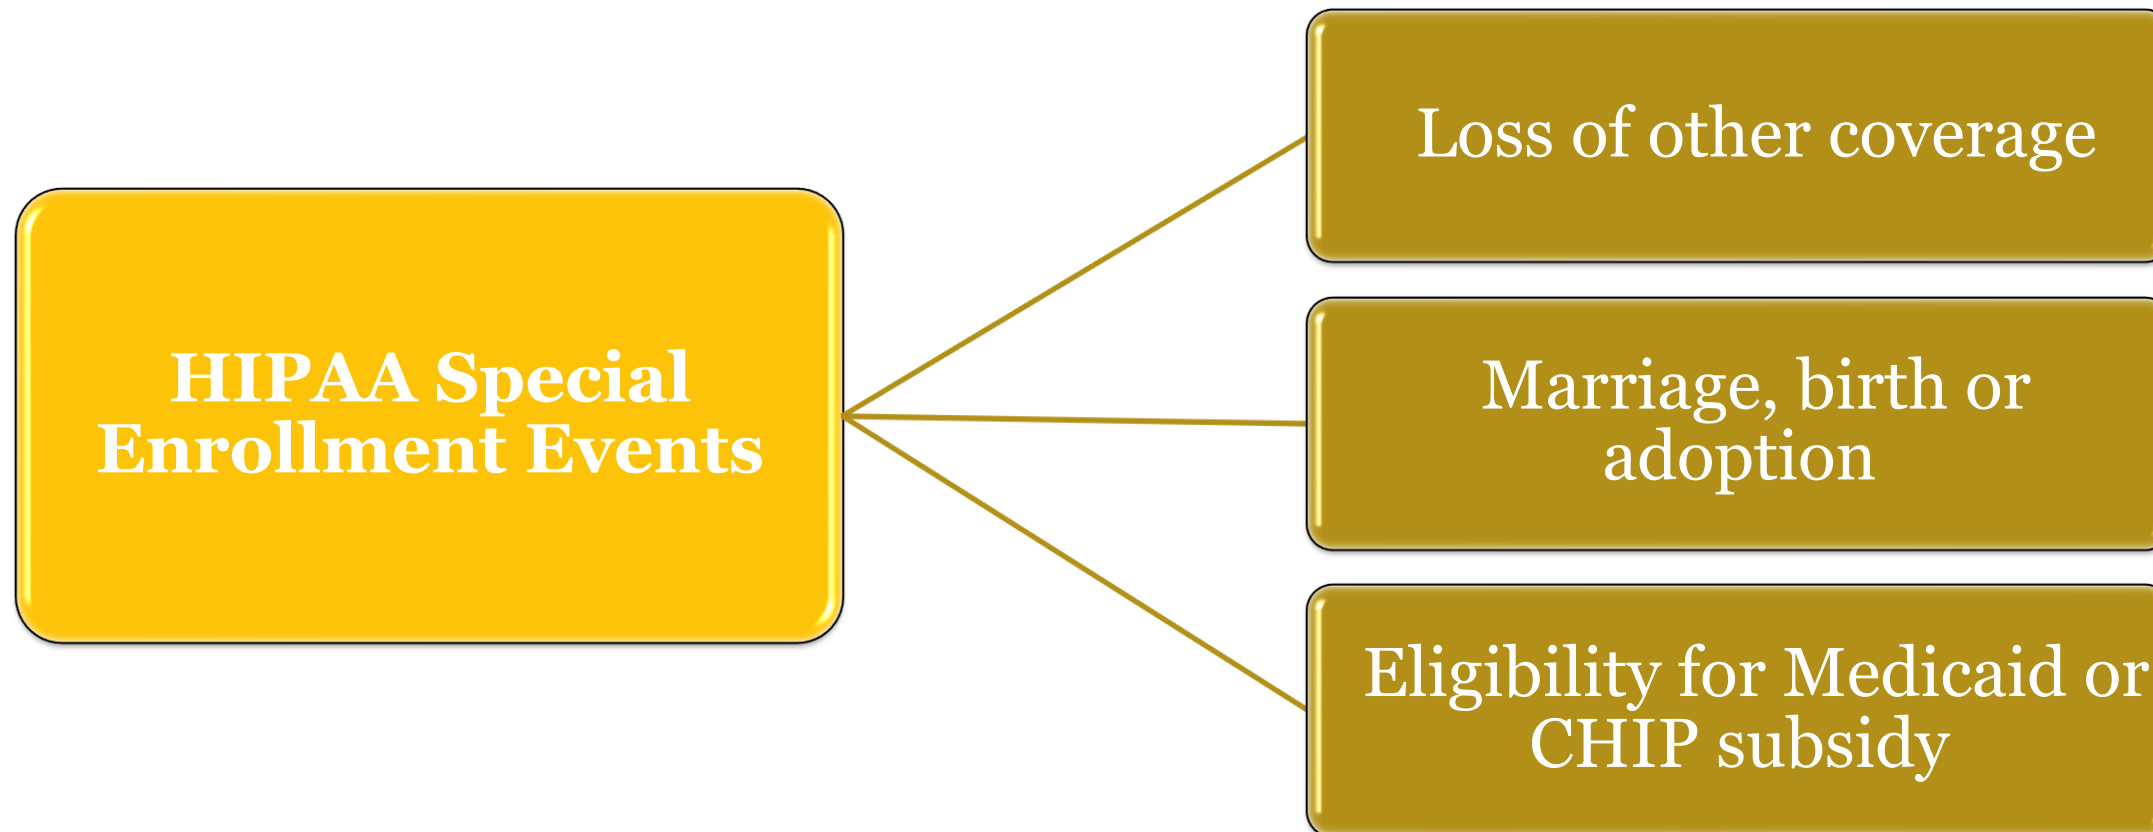 HIPAA Special
Enrollment Events
Loss of other coverage
Marriage, birth or
adoption
Eligibility for Medicaid or
CHIP subsidy